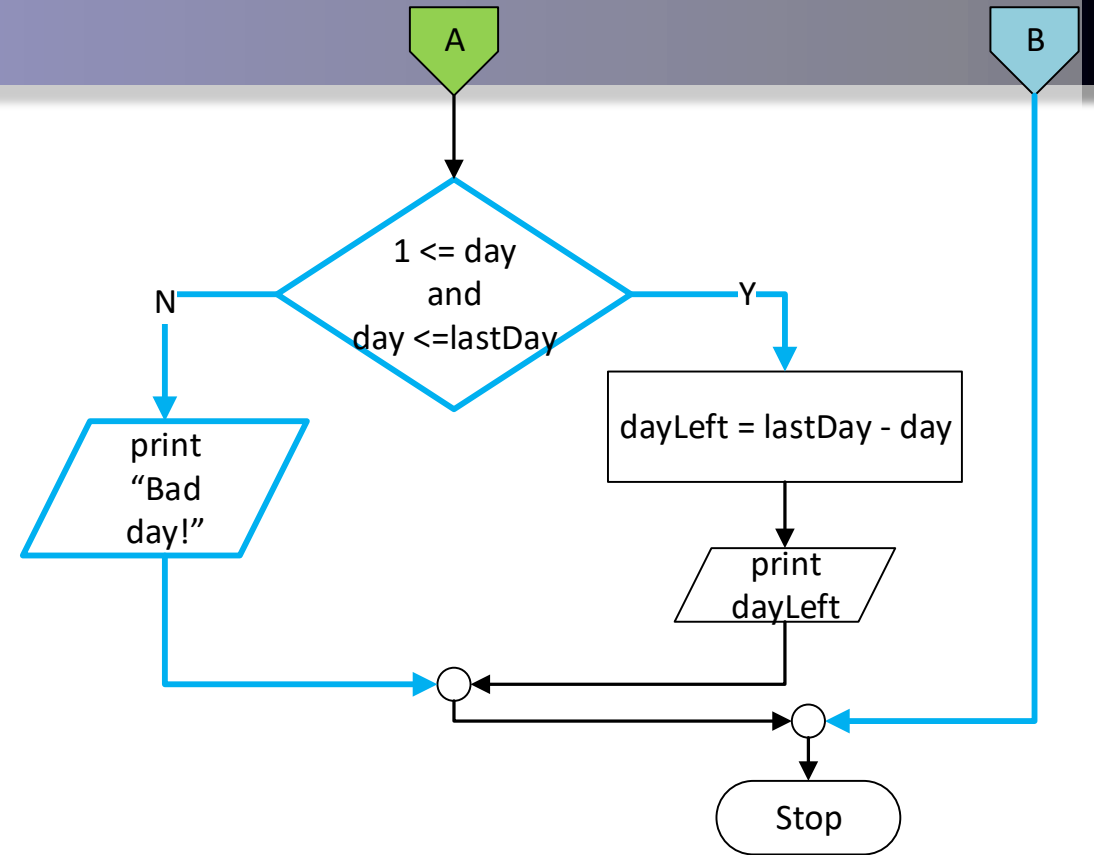 A
B
1 <= day
and
day <=lastDay
N
Y
dayLeft = lastDay - day
print
“Bad
day!”
print
dayLeft
Stop